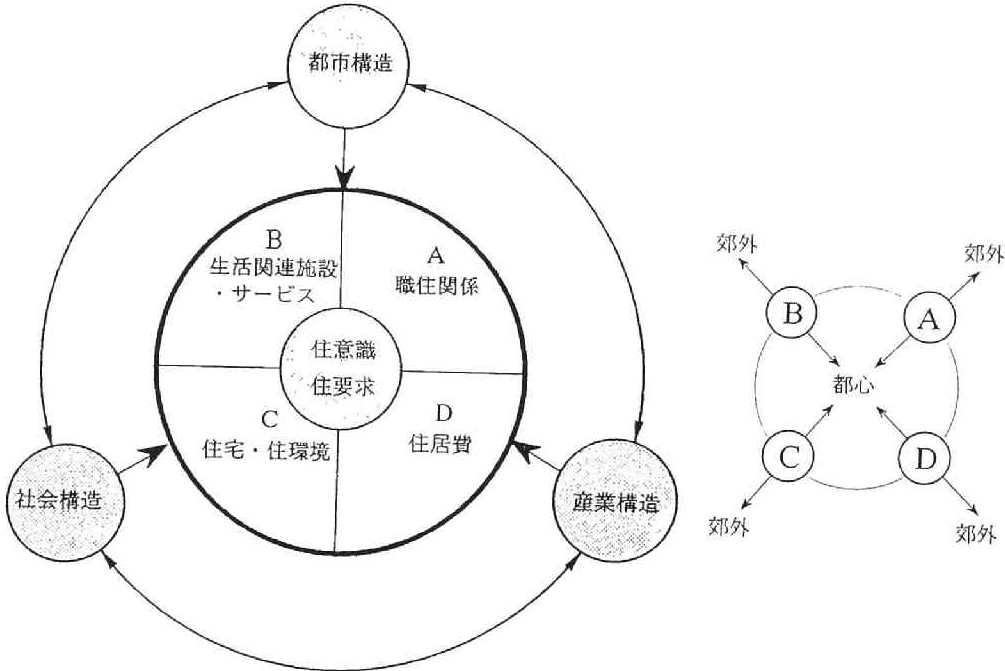 都市構造
B
生活関連施設
・サービス
A
職住関係
住意識
住要求
C
住宅・住環境
D
住居費
社会構造
産業構造
郊外
郊外
B
A
都心
C
D
郊外
郊外